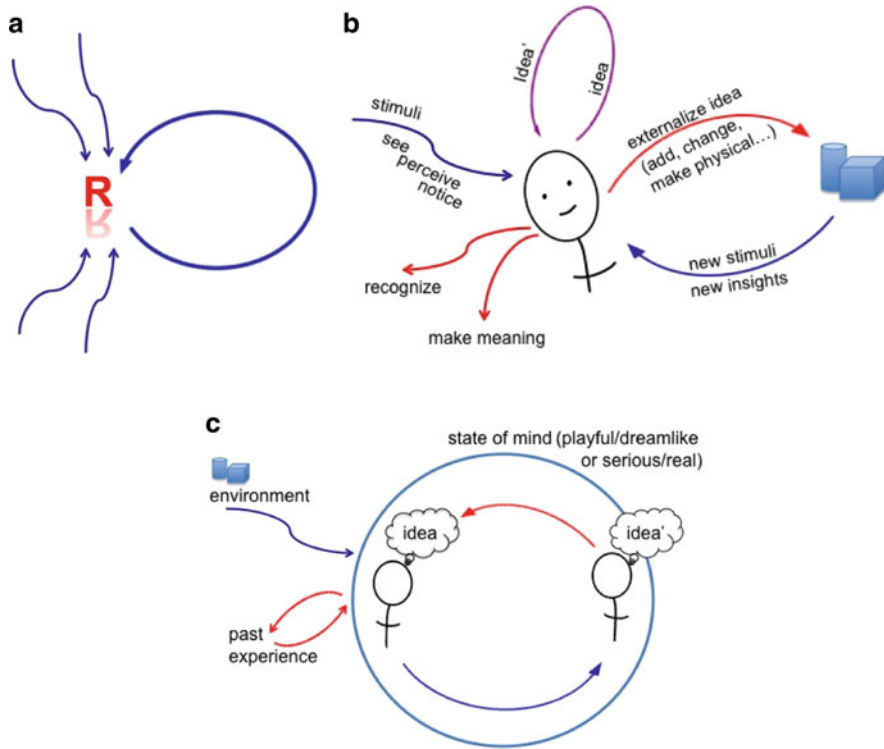 a
R
b
Idea'
idea
stimuli
see
perceive
notice
externalize idea
(add, change,
make physical...)
new stimuli
new insights
recognize
make meaning
c
state of mind (playful/dreamlike
or serious/real)
environment
idea
idea'
past
experience